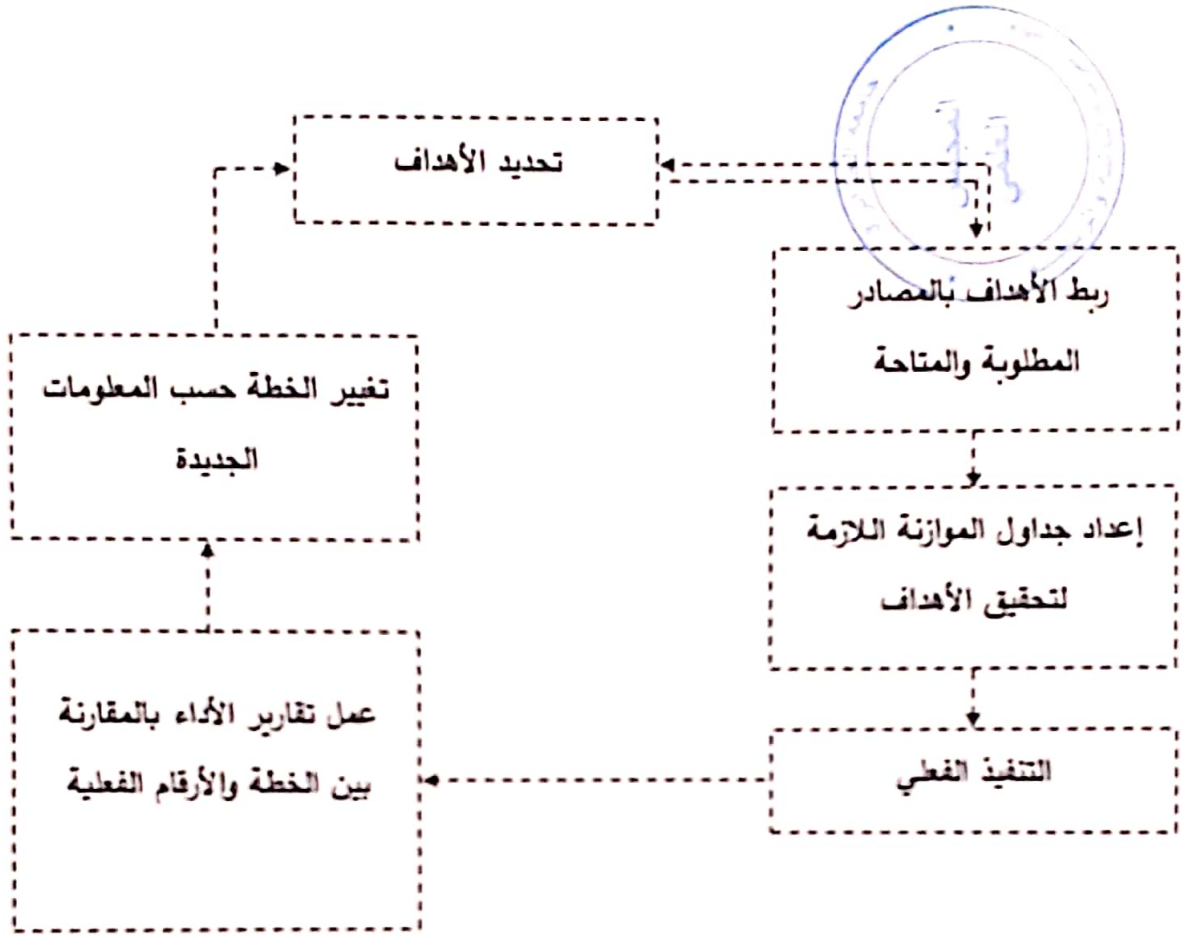 تحديد الأهداف
ربط الأهداف بالمصادر
المطلوبة والمتاحة
إعداد جداول الموازنة اللازمة
لتحقيق الأهداف
التنفيذ الفعلي
عمل تقارير الأداء بالمقارنة
بين الخطة والأرقام الفعلية
تغيير الخطة حسب المعلومات
الجديدة